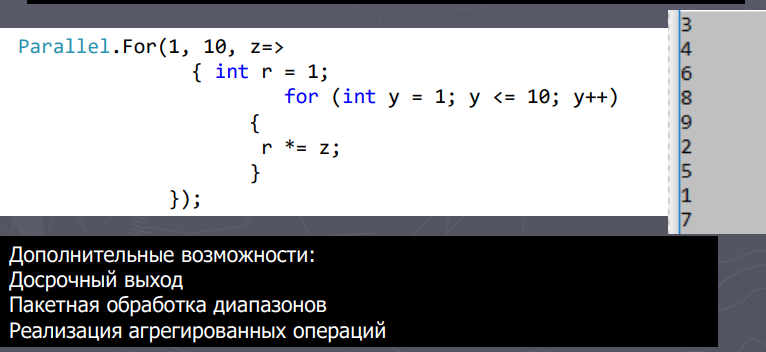 Parallel.For(1, 10, z=>
{ int r = 1;
for (int y = 1; y <= 10; y++)
{
r *= z;
}
});
3
4
6
8
9
2
5
1
7
Дополнительные возможности:
Досрочный выход
Пакетная обработка диапазонов
Реализация агрегированных операций